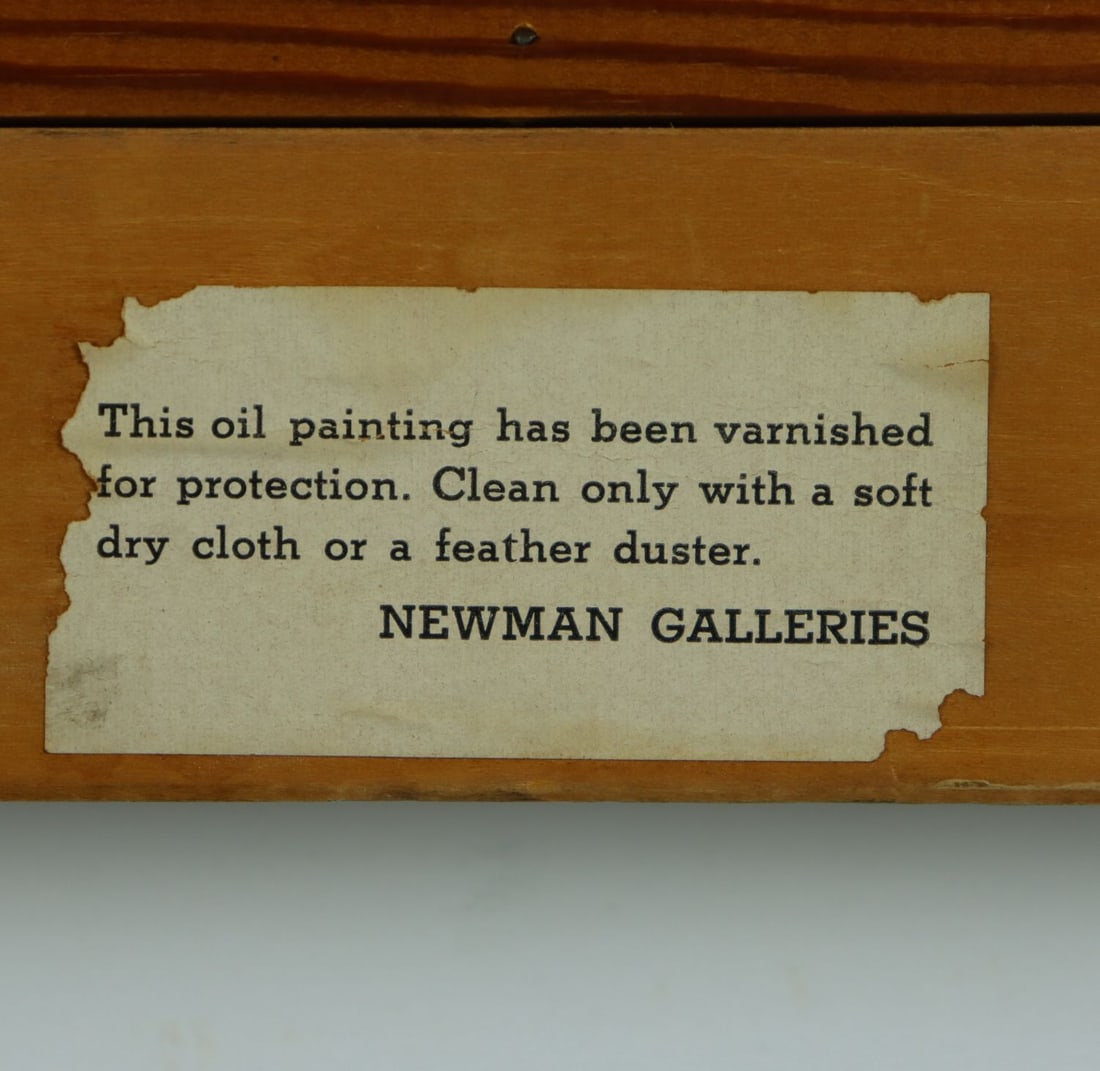 This oil painting has been varnished
for protection. Clean only with a soft
dry cloth or a feather duster.
NEWMAN GALLERIES